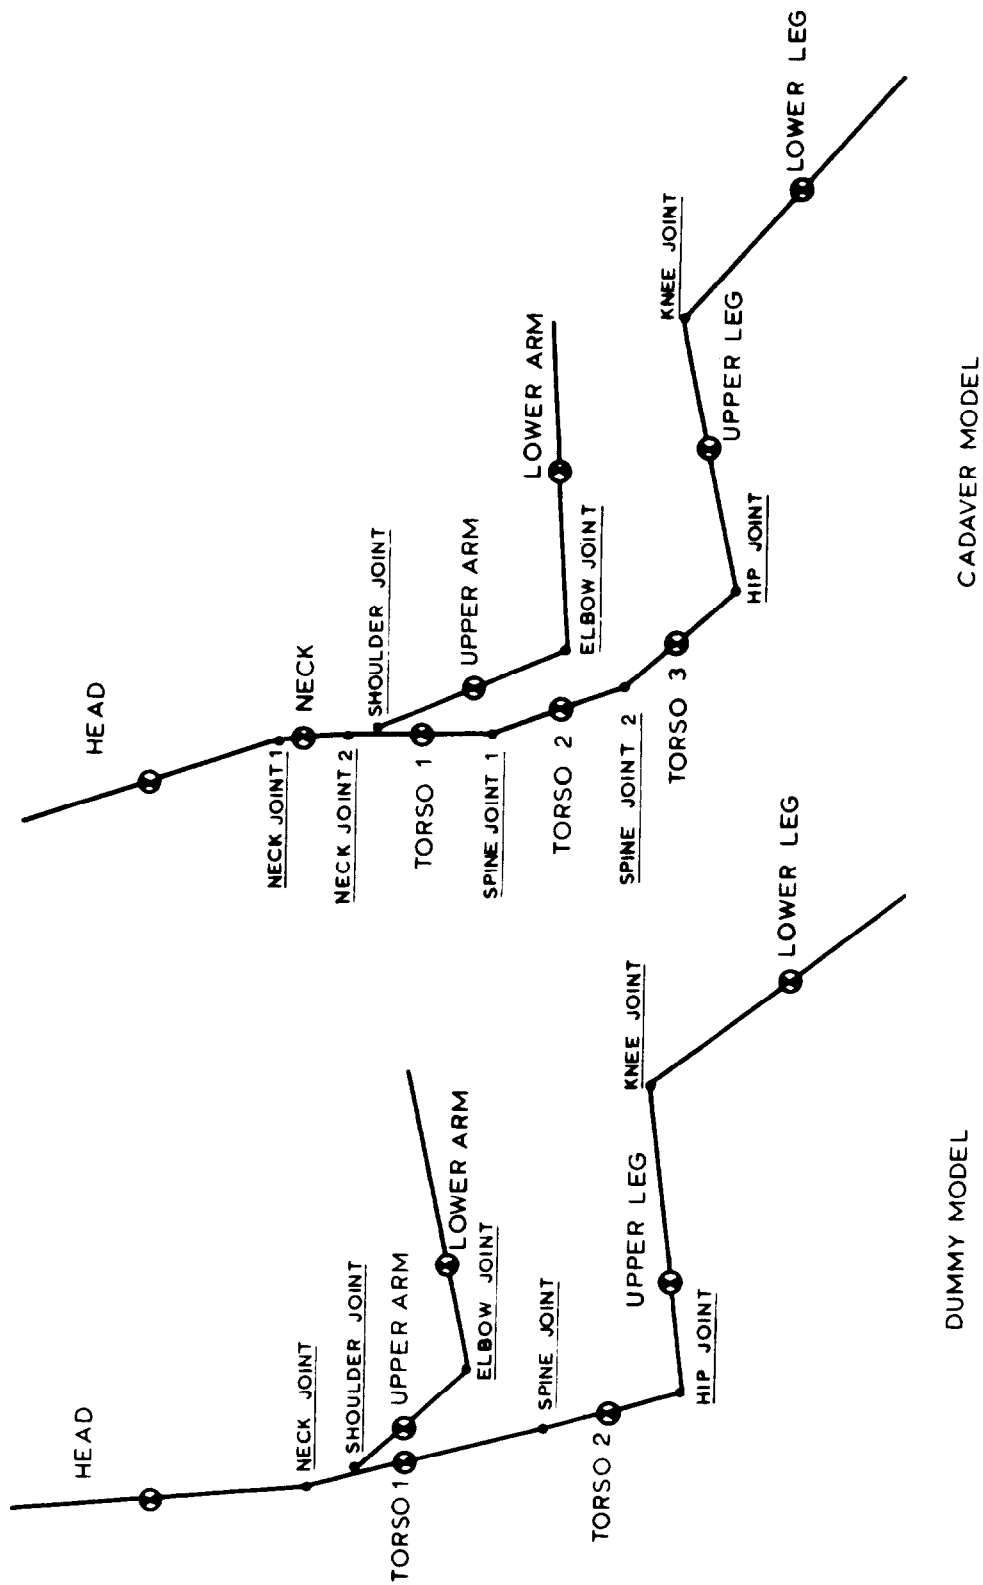 HEAD
NECK JOINT
SHOULDER JOINT
TORSO 1
UPPER ARM
LOWER ARM
ELBOW JOINT
SPINE JOINT
TORSO 2
UPPER LEG
HIP JOINT
KNEE JOINT
LOWER LEG
DUMMY MODEL
HEAD
NECK JOINT 1
NECK
NECK JOINT 2
SHOULDER JOINT
TORSO 1
UPPER ARM
SPINE JOINT 1
LOWER ARM
TORSO 2
ELBOW JOINT
SPINE JOINT 2
TORSO 3
KNEE JOINT
UPPER LEG
HIP JOINT
LOWER LEG
CADAVER MODEL